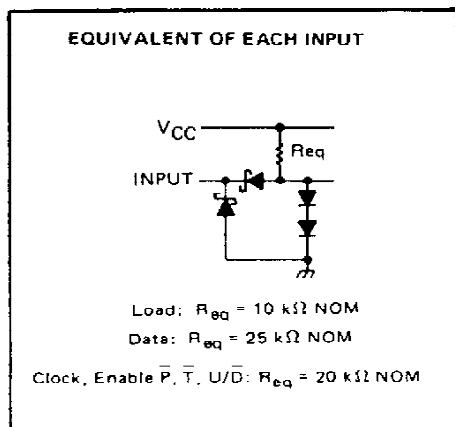 EQUIVALENT OF EACH INPUT
VCC
Req
INPUT
Load: Req = 10 kΩ NOM
Data: Req = 25 kΩ NOM
Clock, Enable P̅, T̅, U/D̅: Req = 20 kΩ NOM